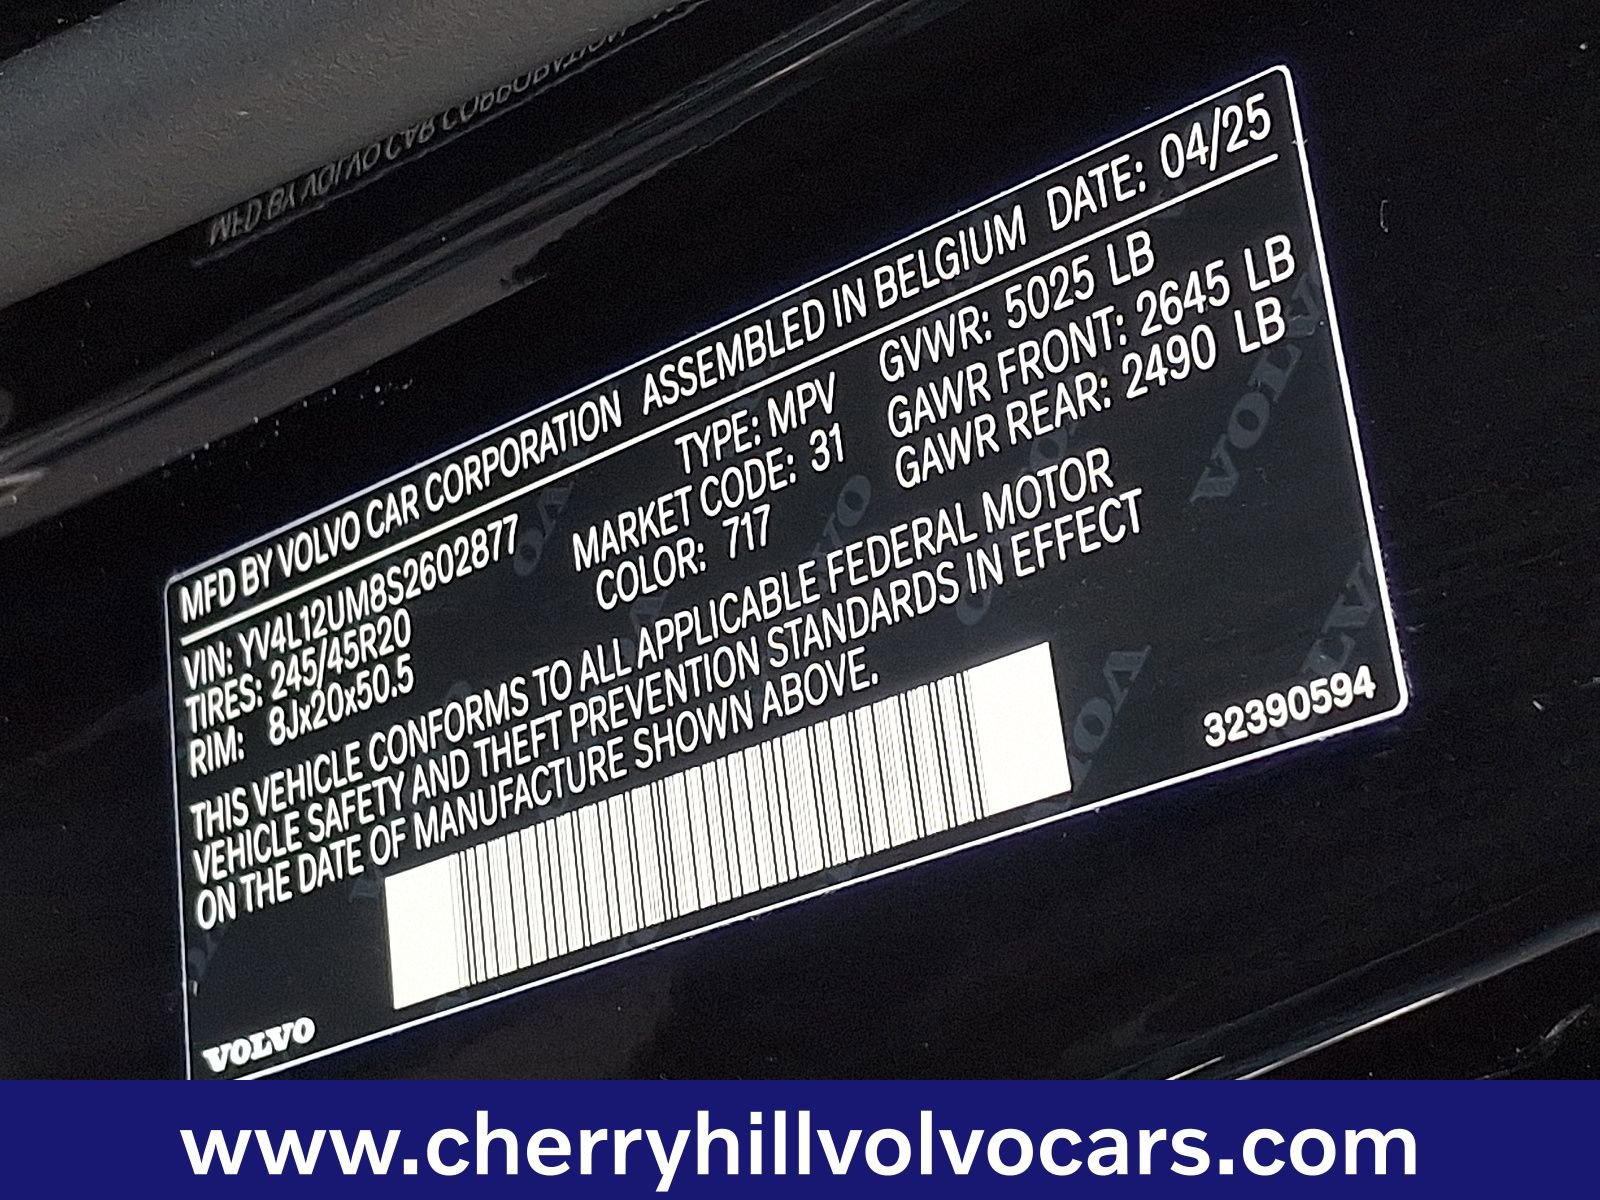 MFD BY VOLVO CAR CORPORATION ASSEMBLED IN BELGIUM DATE: 04/25
VIN: YV4L12UM8S2602877 TYPE: MPV GVWR: 5025 LB
TIRES: 245/45R20 MARKET CODE: 31 GAWR FRONT: 2645 LB
RIM: 8Jx20x50.5 COLOR: 717 GAWR REAR: 2490 LB
THIS VEHICLE CONFORMS TO ALL APPLICABLE FEDERAL MOTOR
VEHICLE SAFETY AND THEFT PREVENTION STANDARDS IN EFFECT
ON THE DATE OF MANUFACTURE SHOWN ABOVE.
32390594
VOLVO
www.cherryhillvolvocars.com